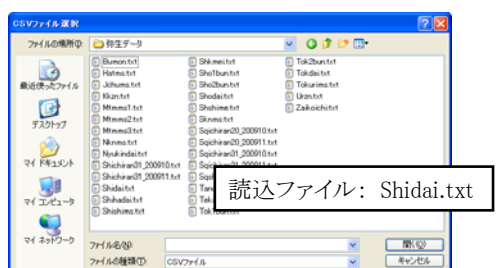 CSVファイル 選択
ファイルの場所(I):
弥生データ
最近使ったファイル
デスクトップ
マイ ドキュメント
マイ コンピュータ
マイ ネットワーク
Bumon.txt
Hatms.txt
Jchums.txt
Kkzn.txt
Mtmms1.txt
Mtmms2.txt
Mtmms3.txt
Nknms.txt
Nyukindai.txt
Shichiran31_200910.txt
Shichiran31_200911.txt
Shidai.txt
Shihadai.txt
Shishims.txt
Shkmei.txt
Sho1bun.txt
Sho2bun.txt
Shodai.txt
Shohims.txt
Sknms.txt
Sqichiran20_200910.txt
Sqichiran20_200911.txt
Sqichiran31_200910.txt
Sqichiran31_200911.txt
Tok2bun.txt
Tokdai.txt
Tokurims.txt
Urzn.txt
Zaikoichi.txt
読込ファイル: Shidai.txt
ファイル名(N):
開く(O)
ファイルの種類(T):
CSVファイル
キャンセル